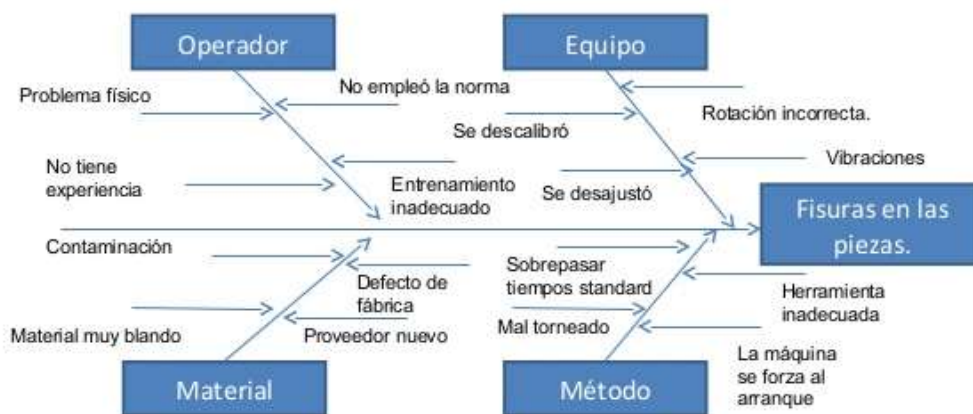 Operador
Equipo
Problema físico
No empleó la norma
Rotación incorrecta.
Se descalibró
No tiene
experiencia
Entrenamiento
inadecuado
Vibraciones
Se desajustó
Fisuras en las
piezas.
Contaminación
Defecto de
fábrica
Sobrepasar
tiempos standard
Herramienta
inadecuada
Material muy blando
Proveedor nuevo
Mal torneado
La máquina
se forza al
arranque
Material
Método